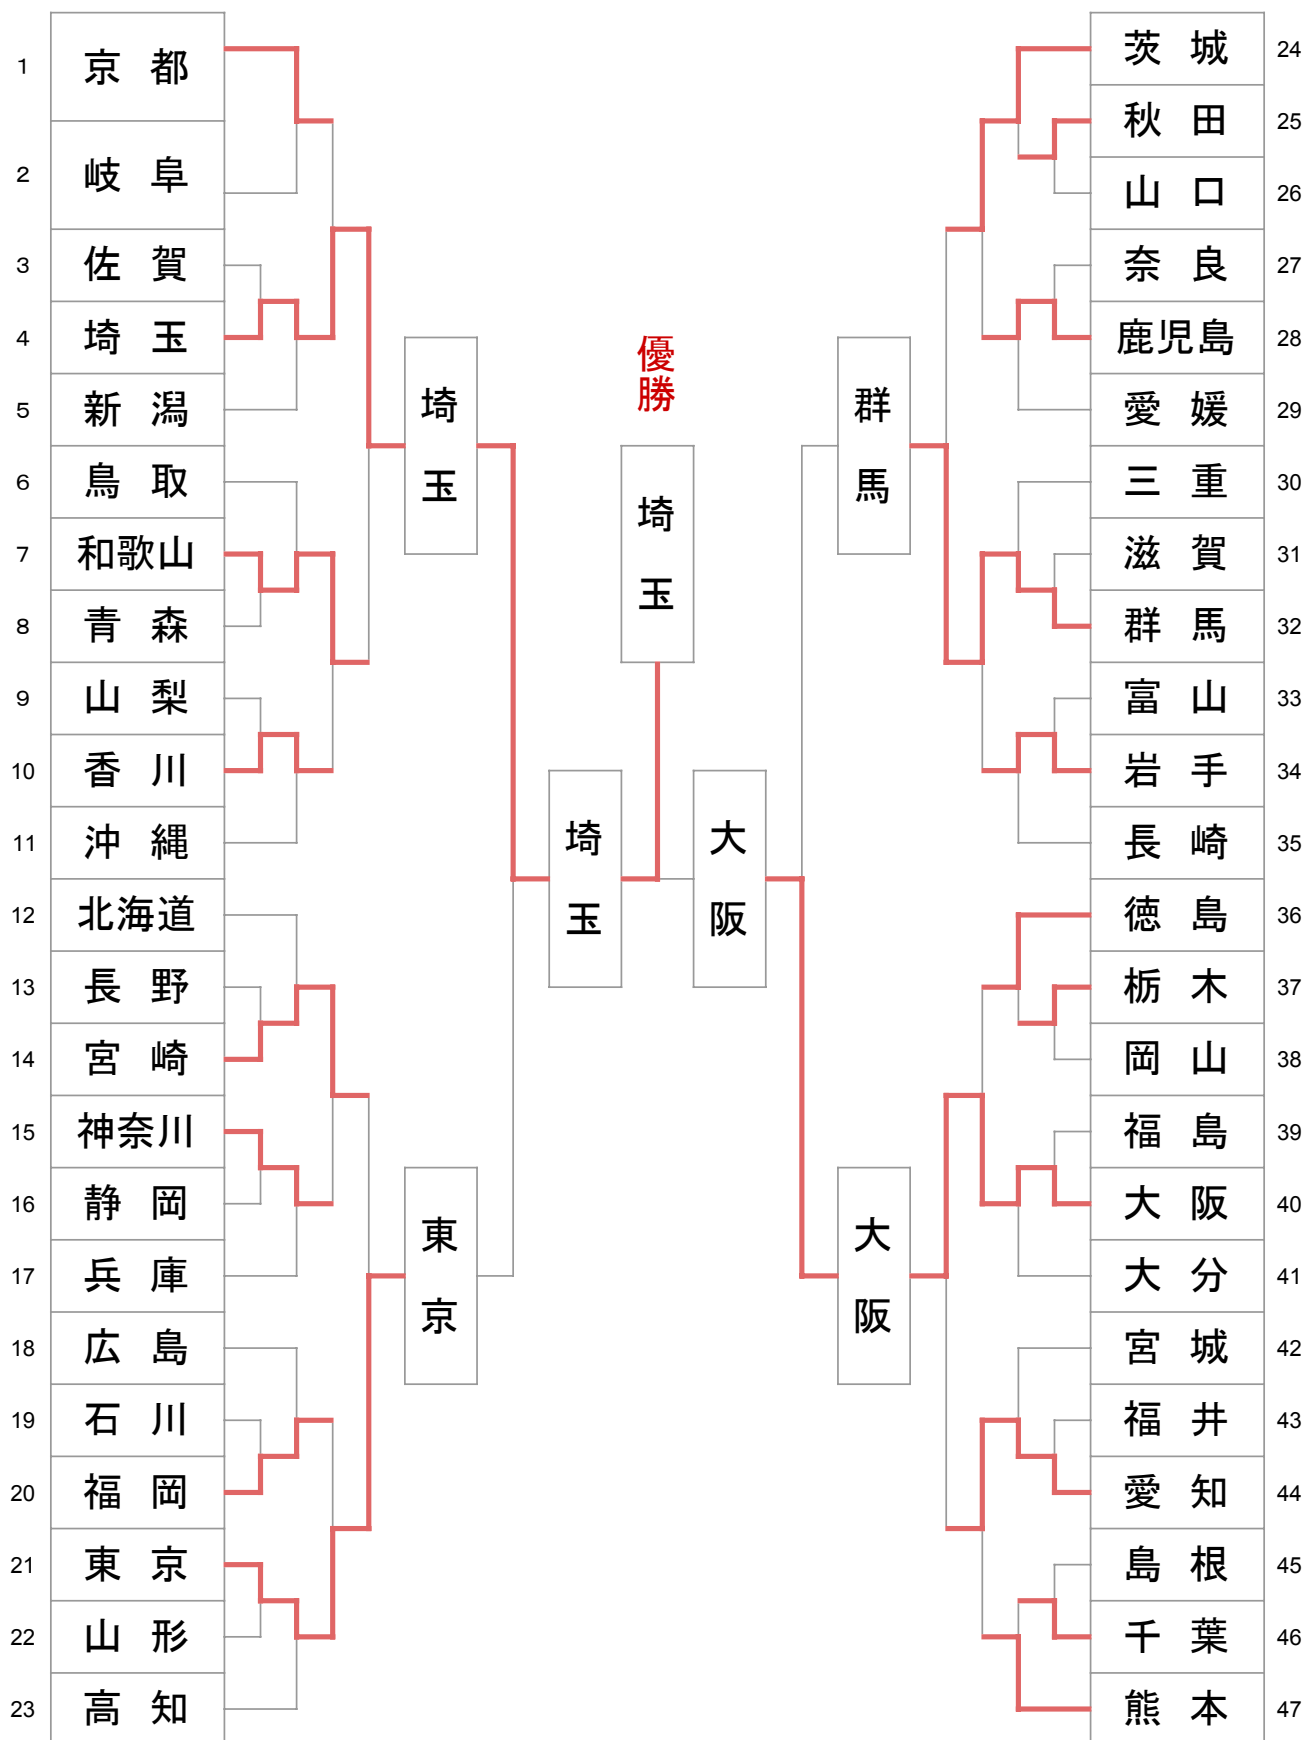 1 京都
2 岐阜
3 佐賀
4 埼玉
5 新潟
6 鳥取
7 和歌山
8 青森
9 山梨
10 香川
11 沖縄
12 北海道
13 長野
14 宮崎
15 神奈川
16 静岡
17 兵庫
18 広島
19 石川
20 福岡
21 東京
22 山形
23 高知
埼玉
東京
優勝
埼玉
埼玉
大阪
群馬
大阪
茨城 24
秋田 25
山口 26
奈良 27
鹿児島 28
愛媛 29
三重 30
滋賀 31
群馬 32
富山 33
岩手 34
長崎 35
徳島 36
栃木 37
岡山 38
福島 39
大阪 40
大分 41
宮城 42
福井 43
愛知 44
島根 45
千葉 46
熊本 47